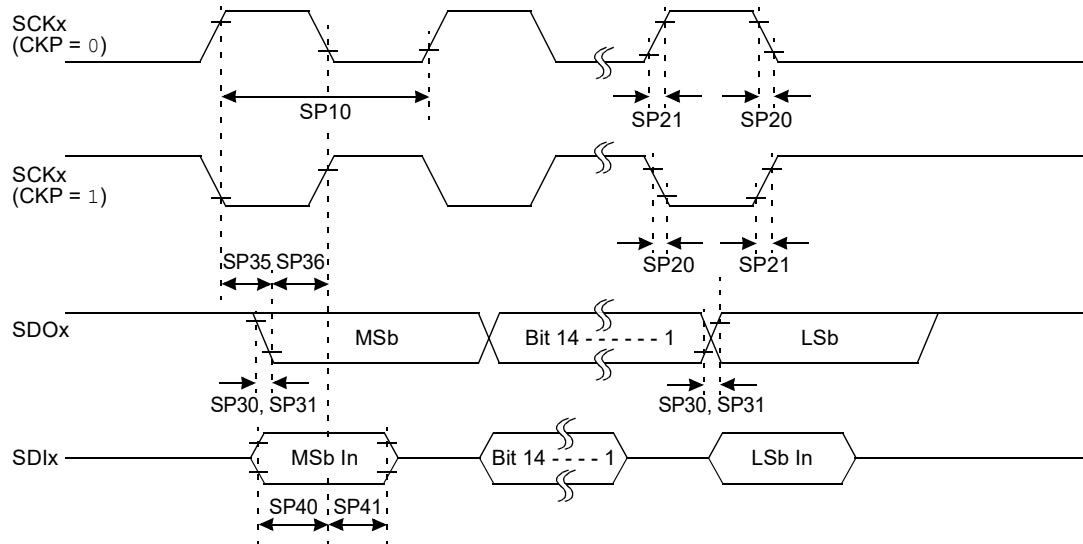 SCKx
(CKP = 0)
SP10
SP21
SP20
SCKx
(CKP = 1)
SP35
SP36
SP20
SP21
SDOx
MSb
Bit 14 - - - - - - 1
LSb
SP30, SP31
SP30, SP31
SDIx
MSb In
Bit 14 - - - - 1
LSb In
SP40
SP41